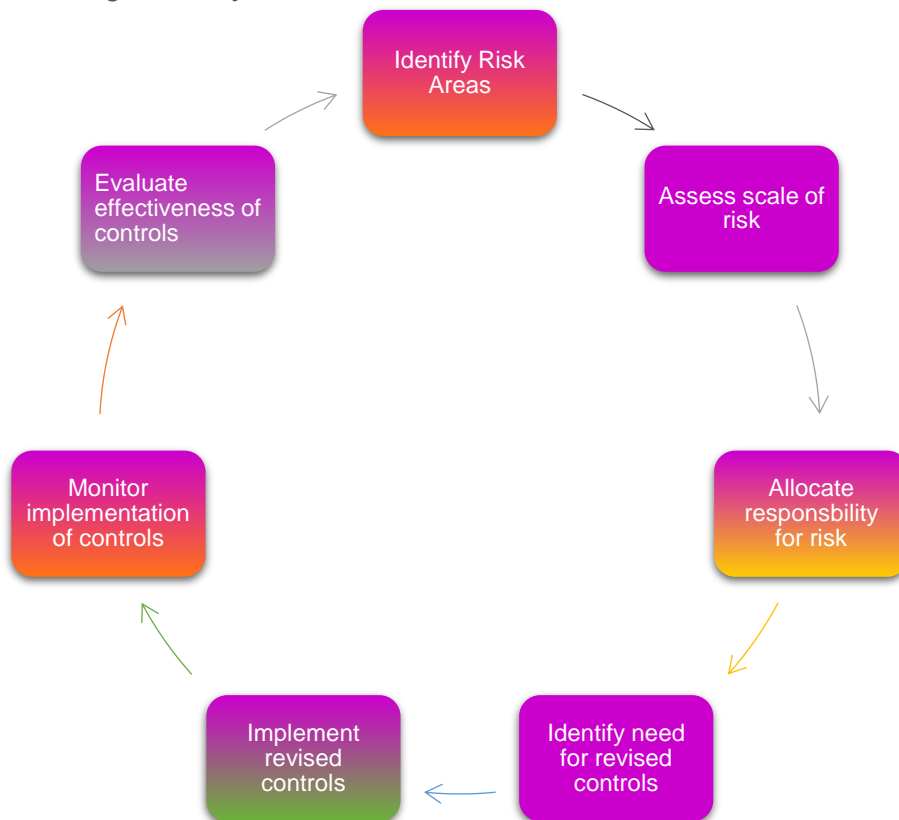 Identify Risk
Areas
Assess scale of
risk
Allocate
responsbility
for risk
Identify need
for revised
controls
Implement
revised
controls
Monitor
implementation
of controls
Evaluate
effectiveness of
controls